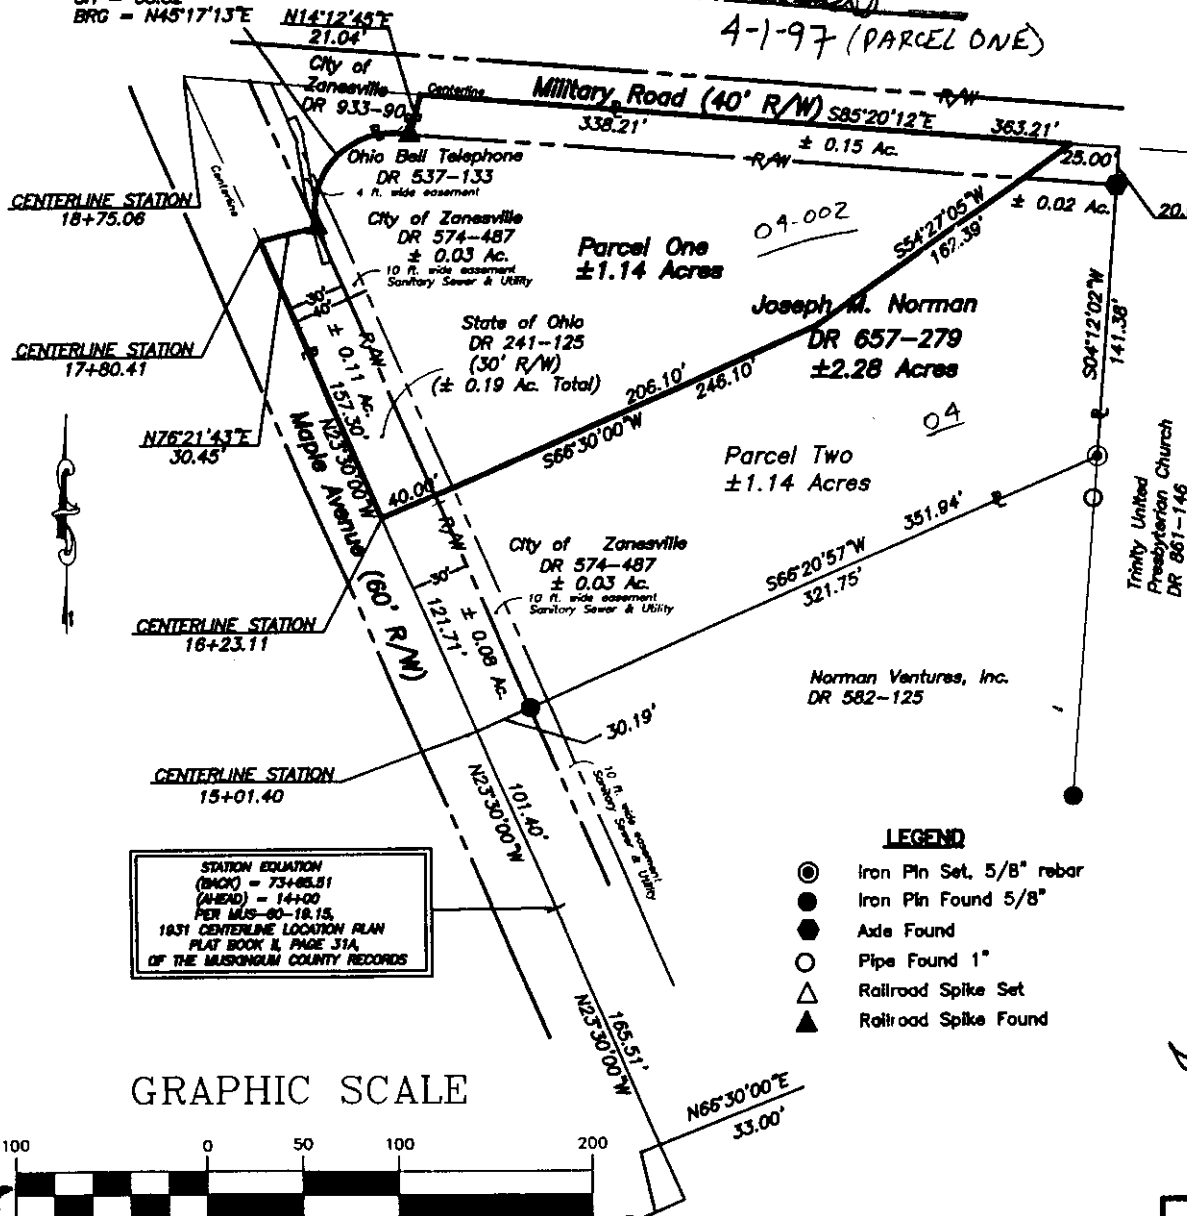 BRG = N45°17'13"E
N14°12'45"E
21.04'
4-1-97 (PARCEL ONE)
City of
Zanesville
DR 933-90
Centerline
Military Road (40' R/W)
R/W
S85°20'12"E
338.21'
363.21'
± 0.15 Ac.
R/W
25.00'
± 0.02 Ac.
Ohio Bell Telephone
DR 537-133
4 ft. wide easement
Centerline
CENTERLINE STATION
18+75.06
City of Zanesville
DR 574-487
± 0.03 Ac.
10 ft. wide easement
Sanitary Sewer & Utility
Parcel One
±1.14 Acres
04-002
S54°27'05"W
162.39'
S04°12'02"W
141.38'
Joseph M. Norman
DR 657-279
±2.28 Acres
30'
40'
R/W
± 0.11 Ac.
157.30'
N23°30'00"W
State of Ohio
DR 241-125
(30' R/W)
(± 0.19 Ac. Total)
CENTERLINE STATION
17+80.41
N76°21'43"E
30.45'
206.10'
246.10'
S66°30'00"W
04
Parcel Two
±1.14 Acres
40.00'
R/W
Maple Avenue (60' R/W)
Trinity United
Presbyterian Church
DR 861-146
351.94'
S66°20'57"W
321.75'
City of Zanesville
DR 574-487
± 0.03 Ac.
10 ft. wide easement
Sanitary Sewer & Utility
30'
± 0.08 Ac.
121.71'
CENTERLINE STATION
16+23.11
Norman Ventures, Inc.
DR 582-125
30.19'
CENTERLINE STATION
15+01.40
101.40'
N23°30'00"W
10 ft. wide easement
Sanitary Sewer & Utility
STATION EQUATION
(BACK) = 73+65.51
(AHEAD) = 14+00
PER MUS-60-19.15,
1931 CENTERLINE LOCATION PLAN
PLAT BOOK II, PAGE 31A,
OF THE MUSKINGUM COUNTY RECORDS
LEGEND
Iron Pin Set, 5/8" rebar
Iron Pin Found 5/8"
Axle Found
Pipe Found 1"
Railroad Spike Set
Railroad Spike Found
165.51'
N23°30'00"W
N66°30'00"E
33.00'
GRAPHIC SCALE
100 0 50 100 200